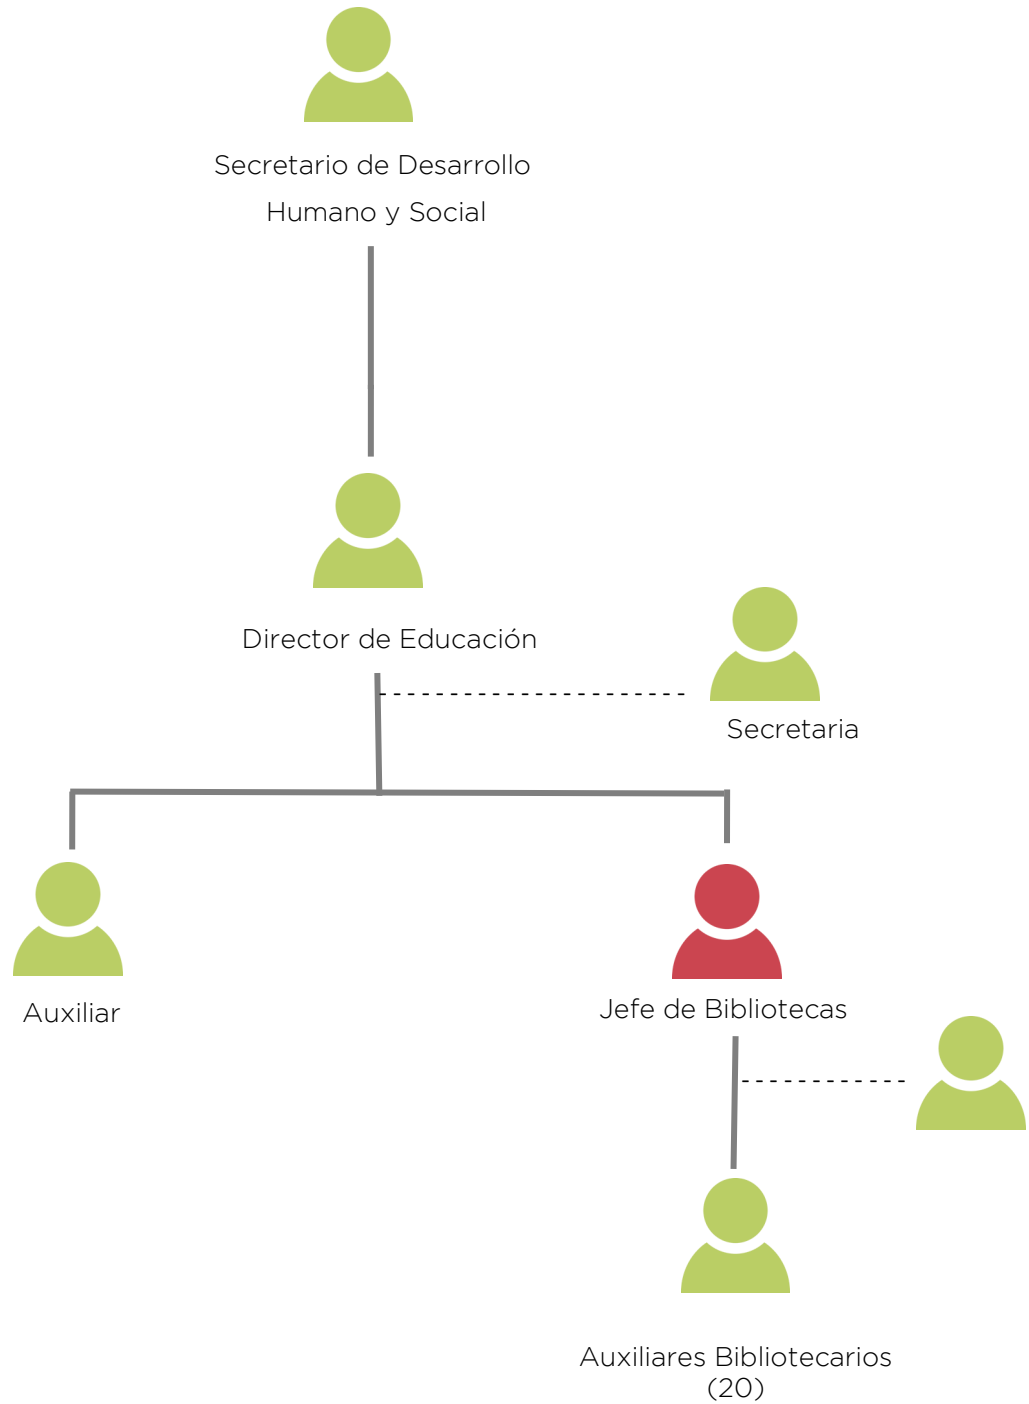 Secretario de Desarrollo
Humano y Social
Director de Educación
Secretaria
Auxiliar
Jefe de Bibliotecas
Auxiliares Bibliotecarios
(20)